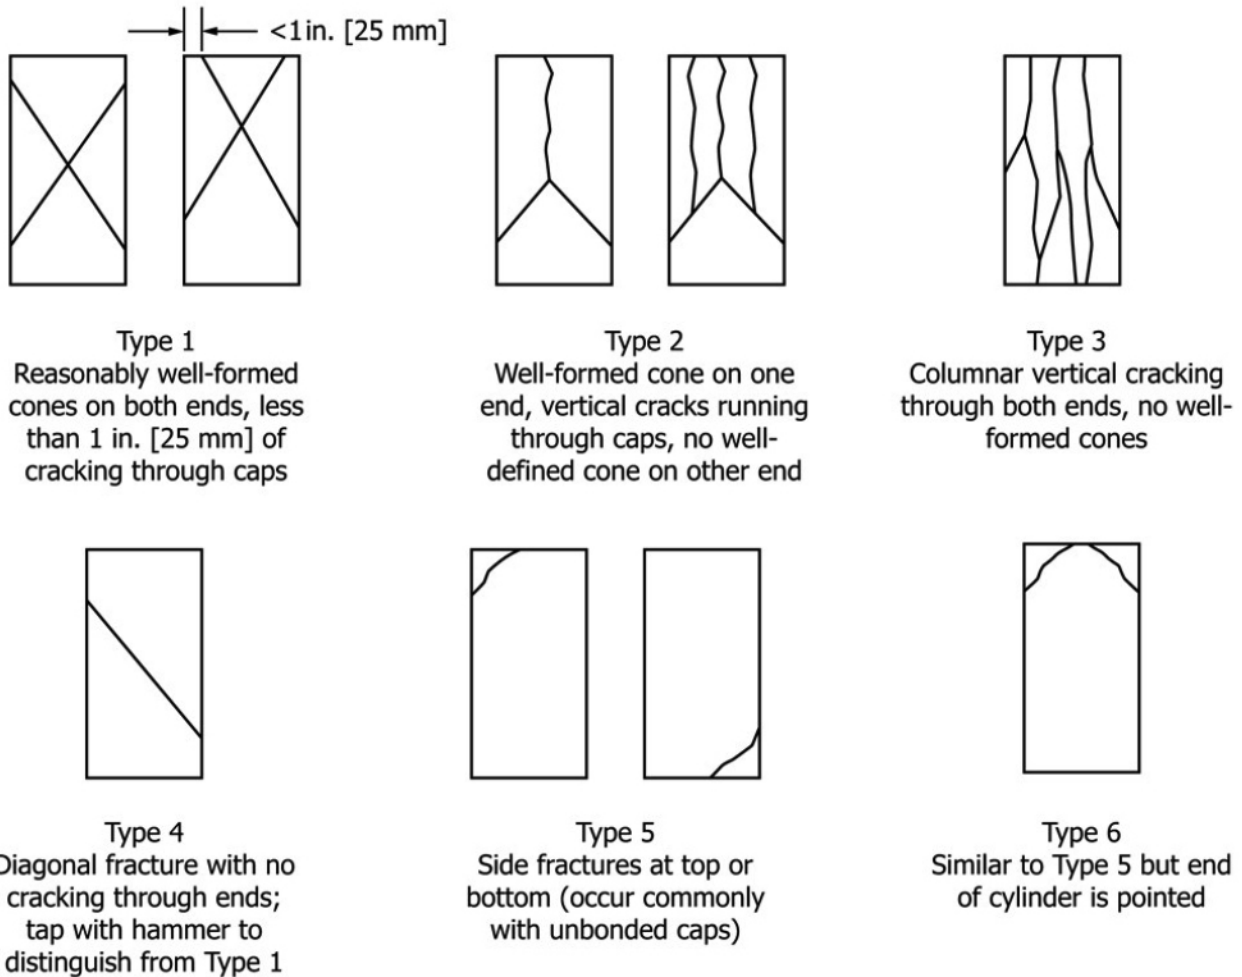 <1in. [25 mm]
Type 1
Reasonably well-formed
cones on both ends, less
than 1 in. [25 mm] of
cracking through caps
Type 2
Well-formed cone on one
end, vertical cracks running
through caps, no well-
defined cone on other end
Type 3
Columnar vertical cracking
through both ends, no well-
formed cones
Type 4
Diagonal fracture with no
cracking through ends;
tap with hammer to
distinguish from Type 1
Type 5
Side fractures at top or
bottom (occur commonly
with unbonded caps)
Type 6
Similar to Type 5 but end
of cylinder is pointed